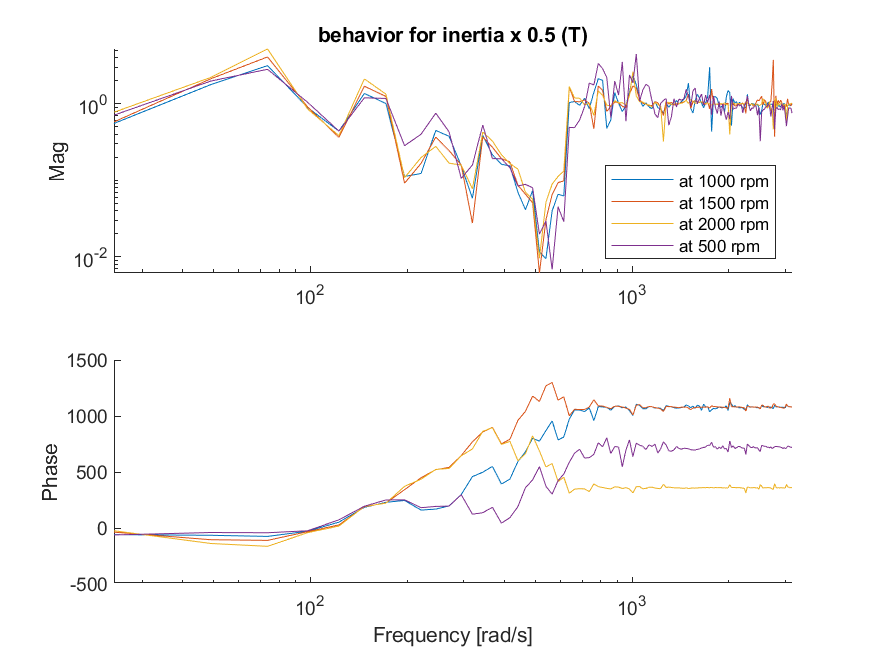 behavior for inertia x 0.5 (T)
Mag
10^0
10^-2
10^2
10^3
at 1000 rpm
at 1500 rpm
at 2000 rpm
at 500 rpm
Phase
1500
1000
500
0
-500
10^2
10^3
Frequency [rad/s]